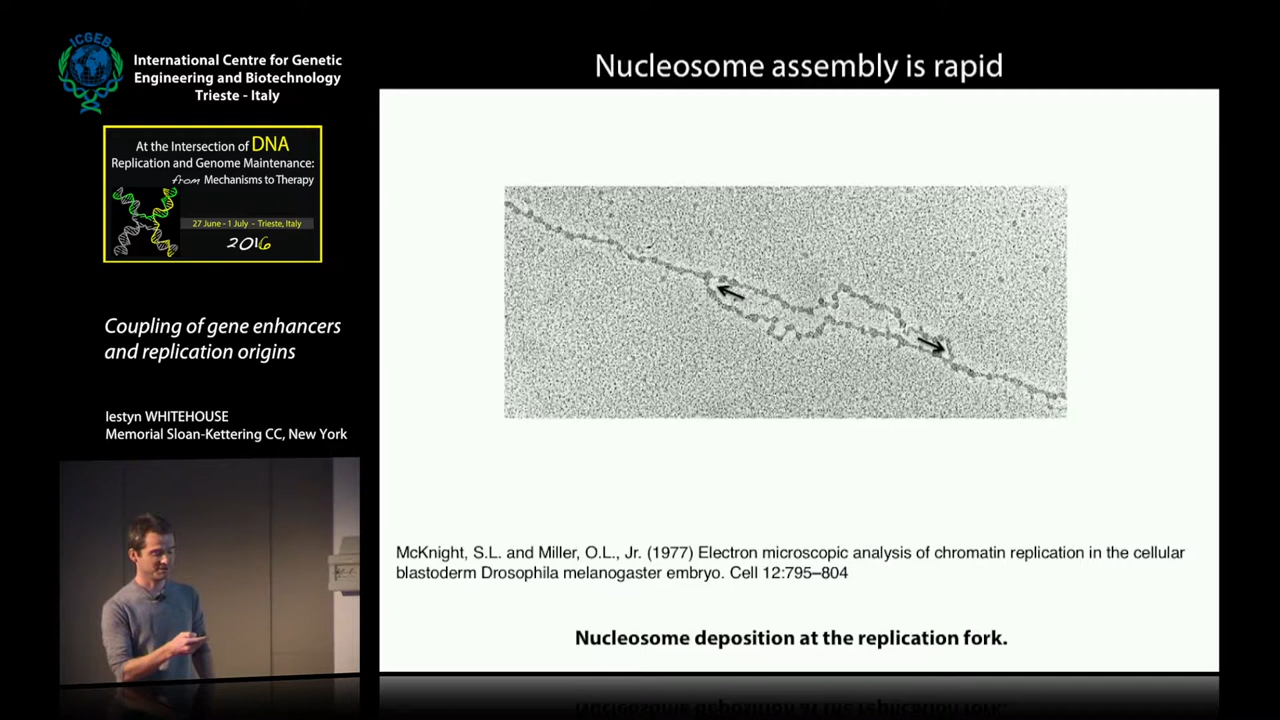 ICGEB
International Centre for Genetic
Engineering and Biotechnology
Trieste - Italy
At the Intersection of DNA
Replication and Genome Maintenance:
from Mechanisms to Therapy
27 June - 1 July - Trieste, Italy
2016
Coupling of gene enhancers
and replication origins
Iestyn WHITEHOUSE
Memorial Sloan-Kettering CC, New York
Nucleosome assembly is rapid
McKnight, S.L. and Miller, O.L., Jr. (1977) Electron microscopic analysis of chromatin replication in the cellular
blastoderm Drosophila melanogaster embryo. Cell 12:795–804
Nucleosome deposition at the replication fork.